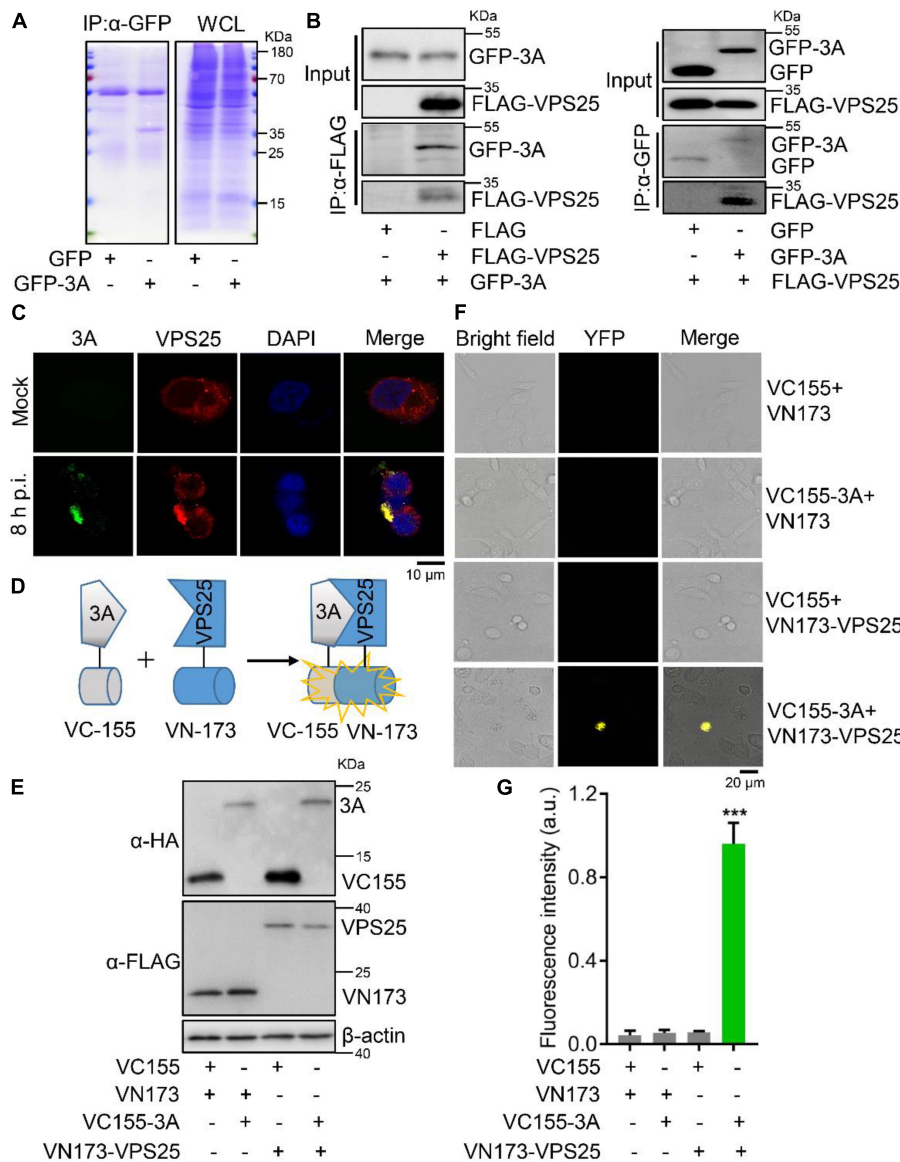 A
IP:α-GFP WCL
KDa
180
70
35
25
15
GFP + - + -
GFP-3A - + - +
B
KDa
55
GFP-3A
Input
35
FLAG-VPS25
55
IP:α-FLAG
GFP-3A
35
FLAG-VPS25
+ - FLAG
- + FLAG-VPS25
+ + GFP-3A
KDa
55
GFP-3A
GFP
Input
35
FLAG-VPS25
55
GFP-3A
GFP
IP:α-GFP
35
FLAG-VPS25
+ - GFP
- + GFP-3A
+ + FLAG-VPS25
C
3A VPS25 DAPI Merge
Mock
8 h p.i.
10 μm
D
3A
VPS25
+
3A
VPS25
VC-155 VN-173 VC-155 VN-173
E
KDa
25
3A
α-HA
15
VC155
40
VPS25
α-FLAG
25
VN173
β-actin
40
VC155 + - + -
VN173 + + - -
VC155-3A - + - +
VN173-VPS25 - - + +
F
Bright field YFP Merge
VC155+
VN173
VC155-3A+
VN173
VC155+
VN173-VPS25
VC155-3A+
VN173-VPS25
20 μm
G
Fluorescence intensity (a.u.)
1.2
0.8
0.4
0.0
***
VC155 + - + -
VN173 + + - -
VC155-3A - + - +
VN173-VPS25 - - + +